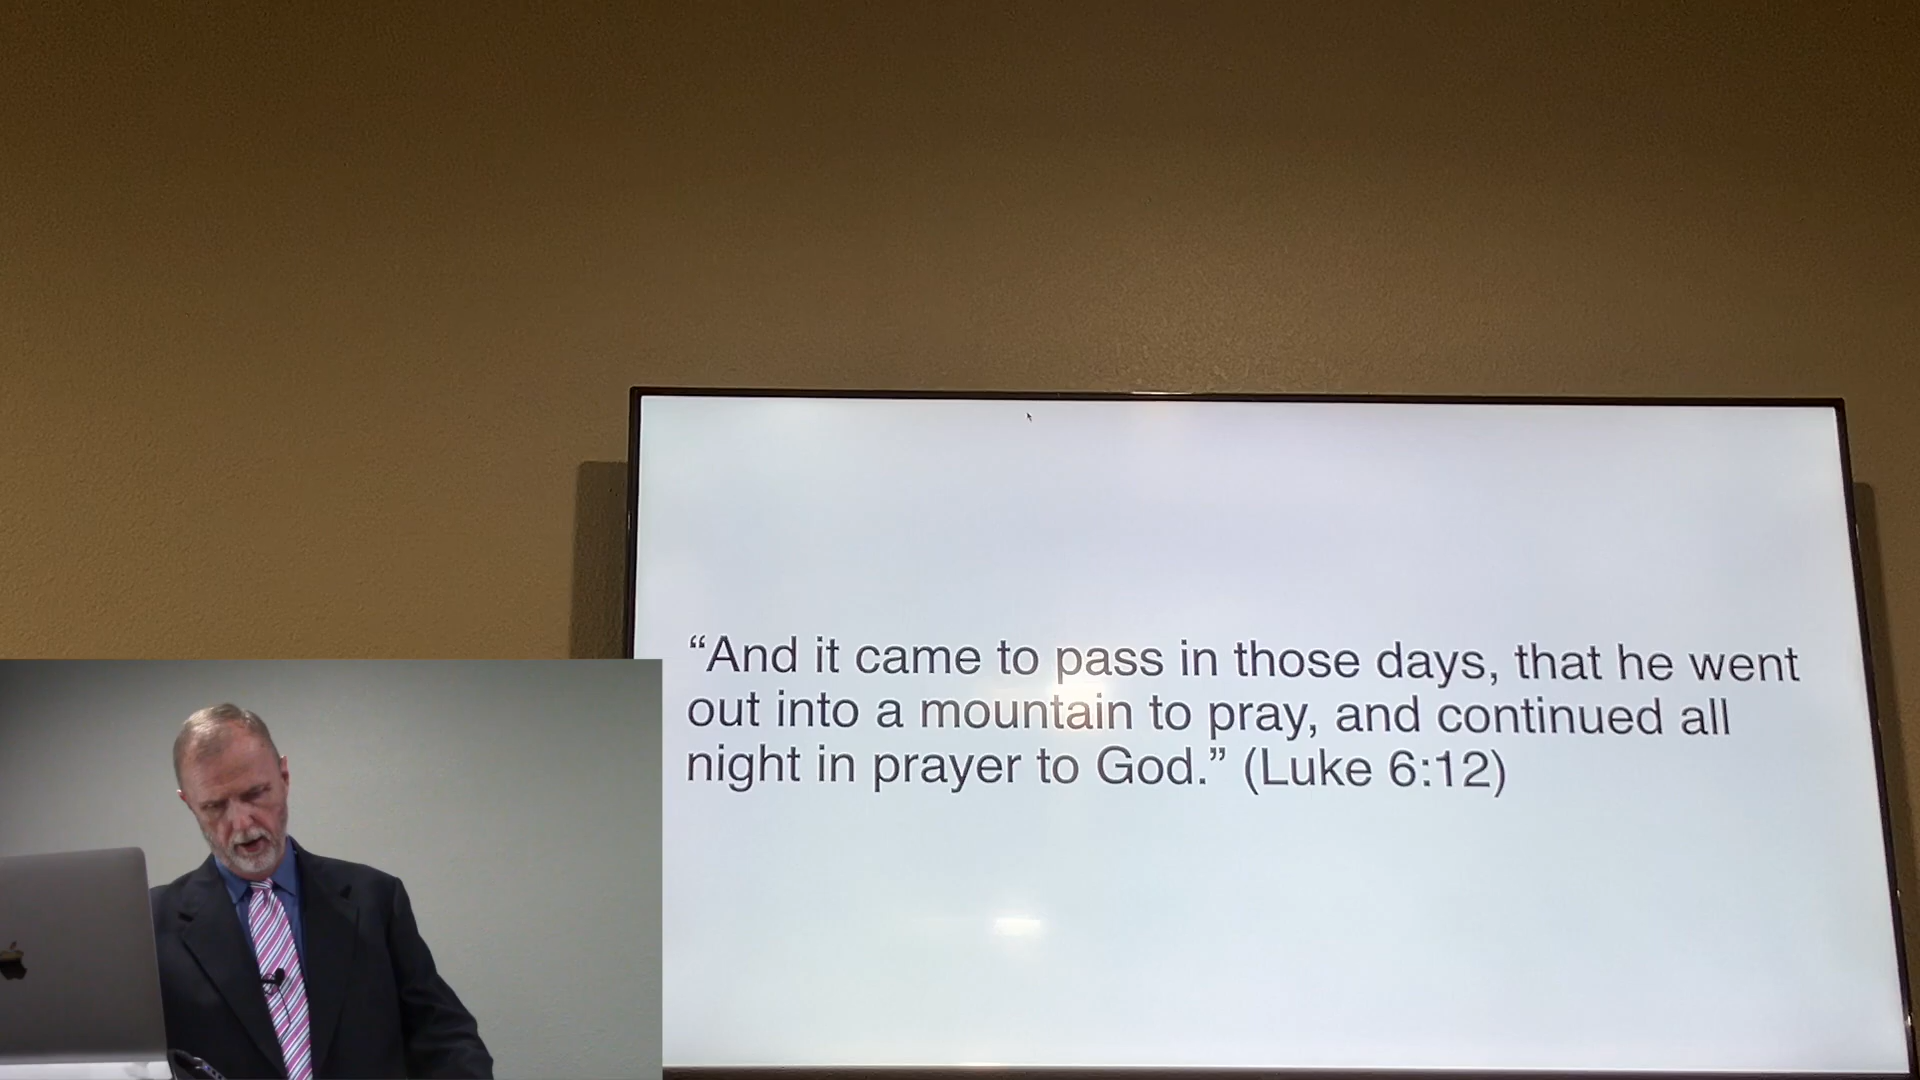 “And it came to pass in those days, that he went
out into a mountain to pray, and continued all
night in prayer to God.” (Luke 6:12)